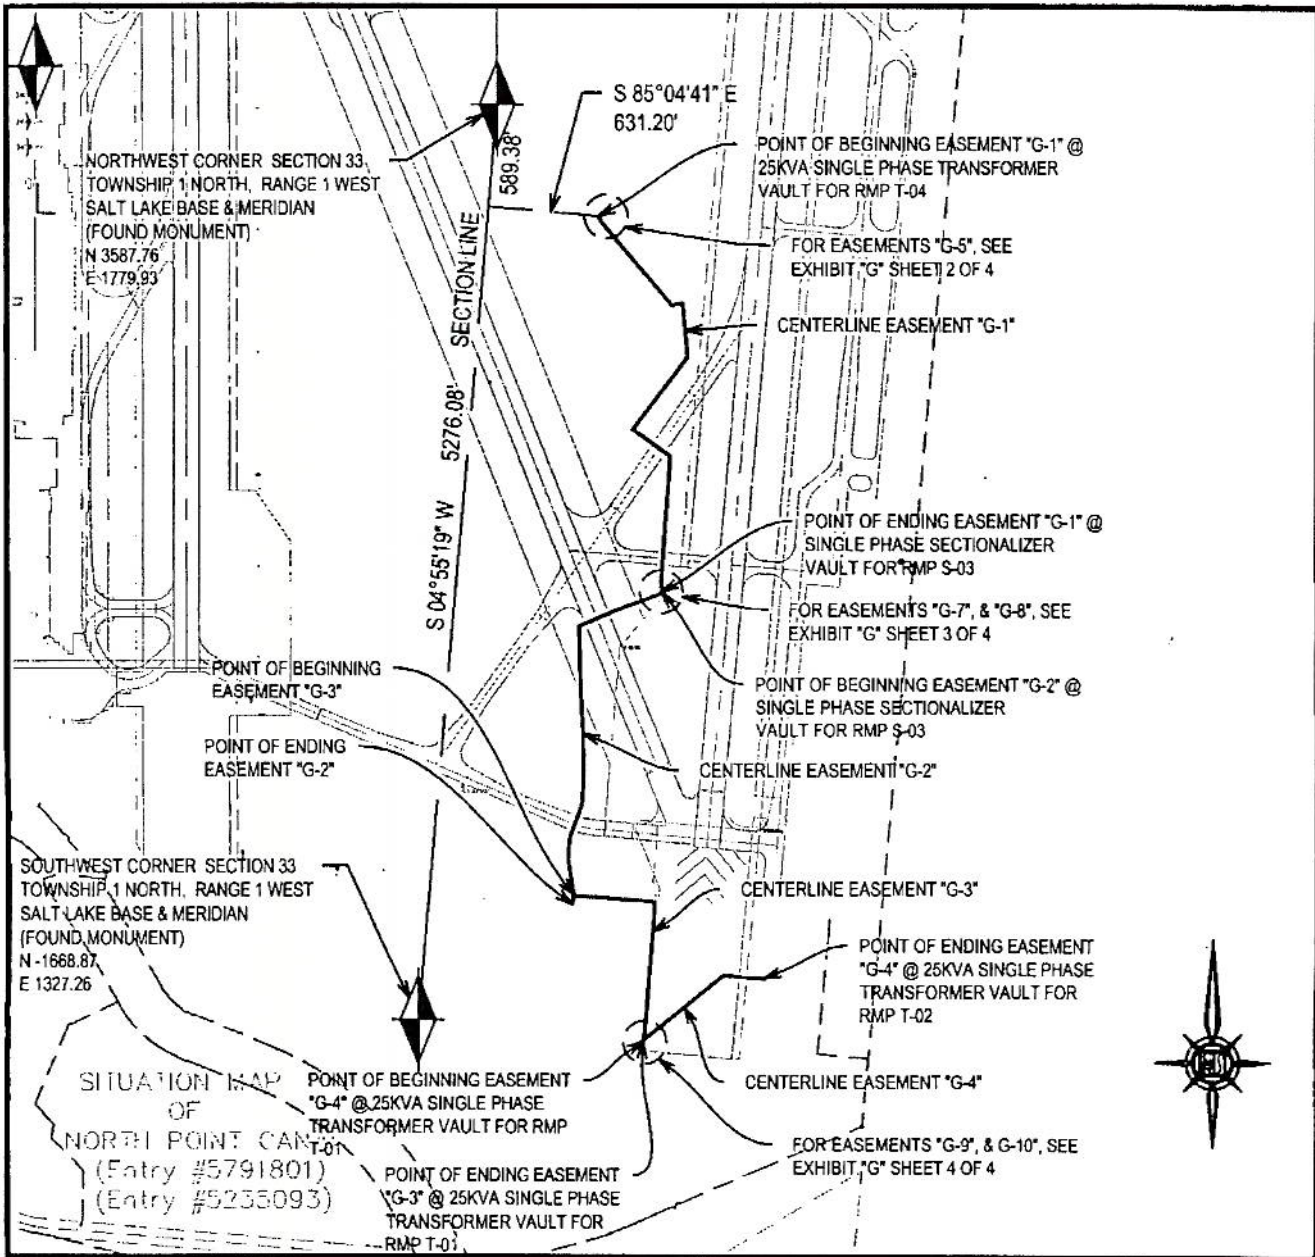 S 85°04'41" E
631.20'
589.38'
NORTHWEST CORNER SECTION 33
TOWNSHIP 1 NORTH, RANGE 1 WEST
SALT LAKE BASE & MERIDIAN
(FOUND MONUMENT)
N 3587.76
E 1779.93
POINT OF BEGINNING EASEMENT "G-1" @
25KVA SINGLE PHASE TRANSFORMER
VAULT FOR RMP T-04
FOR EASEMENTS "G-5", SEE
EXHIBIT "G" SHEET 2 OF 4
CENTERLINE EASEMENT "G-1"
S 04°55'19" W 5276.08' SECTION LINE
POINT OF ENDING EASEMENT "G-1" @
SINGLE PHASE SECTIONALIZER
VAULT FOR RMP S-03
FOR EASEMENTS "G-7", & "G-8", SEE
EXHIBIT "G" SHEET 3 OF 4
POINT OF BEGINNING
EASEMENT "G-3"
POINT OF BEGINNING EASEMENT "G-2" @
SINGLE PHASE SECTIONALIZER
VAULT FOR RMP S-03
POINT OF ENDING
EASEMENT "G-2"
CENTERLINE EASEMENT "G-2"
SOUTHWEST CORNER SECTION 33
TOWNSHIP 1 NORTH, RANGE 1 WEST
SALT LAKE BASE & MERIDIAN
(FOUND MONUMENT)
N -1668.87
E 1327.26
CENTERLINE EASEMENT "G-3"
POINT OF ENDING EASEMENT
"G-4" @ 25KVA SINGLE PHASE
TRANSFORMER VAULT FOR
RMP T-02
SITUATION MAP
OF
NORTH POINT
(Entry #5791801)
(Entry #5233093)
POINT OF BEGINNING EASEMENT
"G-4" @ 25KVA SINGLE PHASE
TRANSFORMER VAULT FOR RMP
T-01
CENTERLINE EASEMENT "G-4"
FOR EASEMENTS "G-9", & G-10", SEE
EXHIBIT "G" SHEET 4 OF 4
POINT OF ENDING EASEMENT
"G-3" @ 25KVA SINGLE PHASE
TRANSFORMER VAULT FOR
RMP T-01